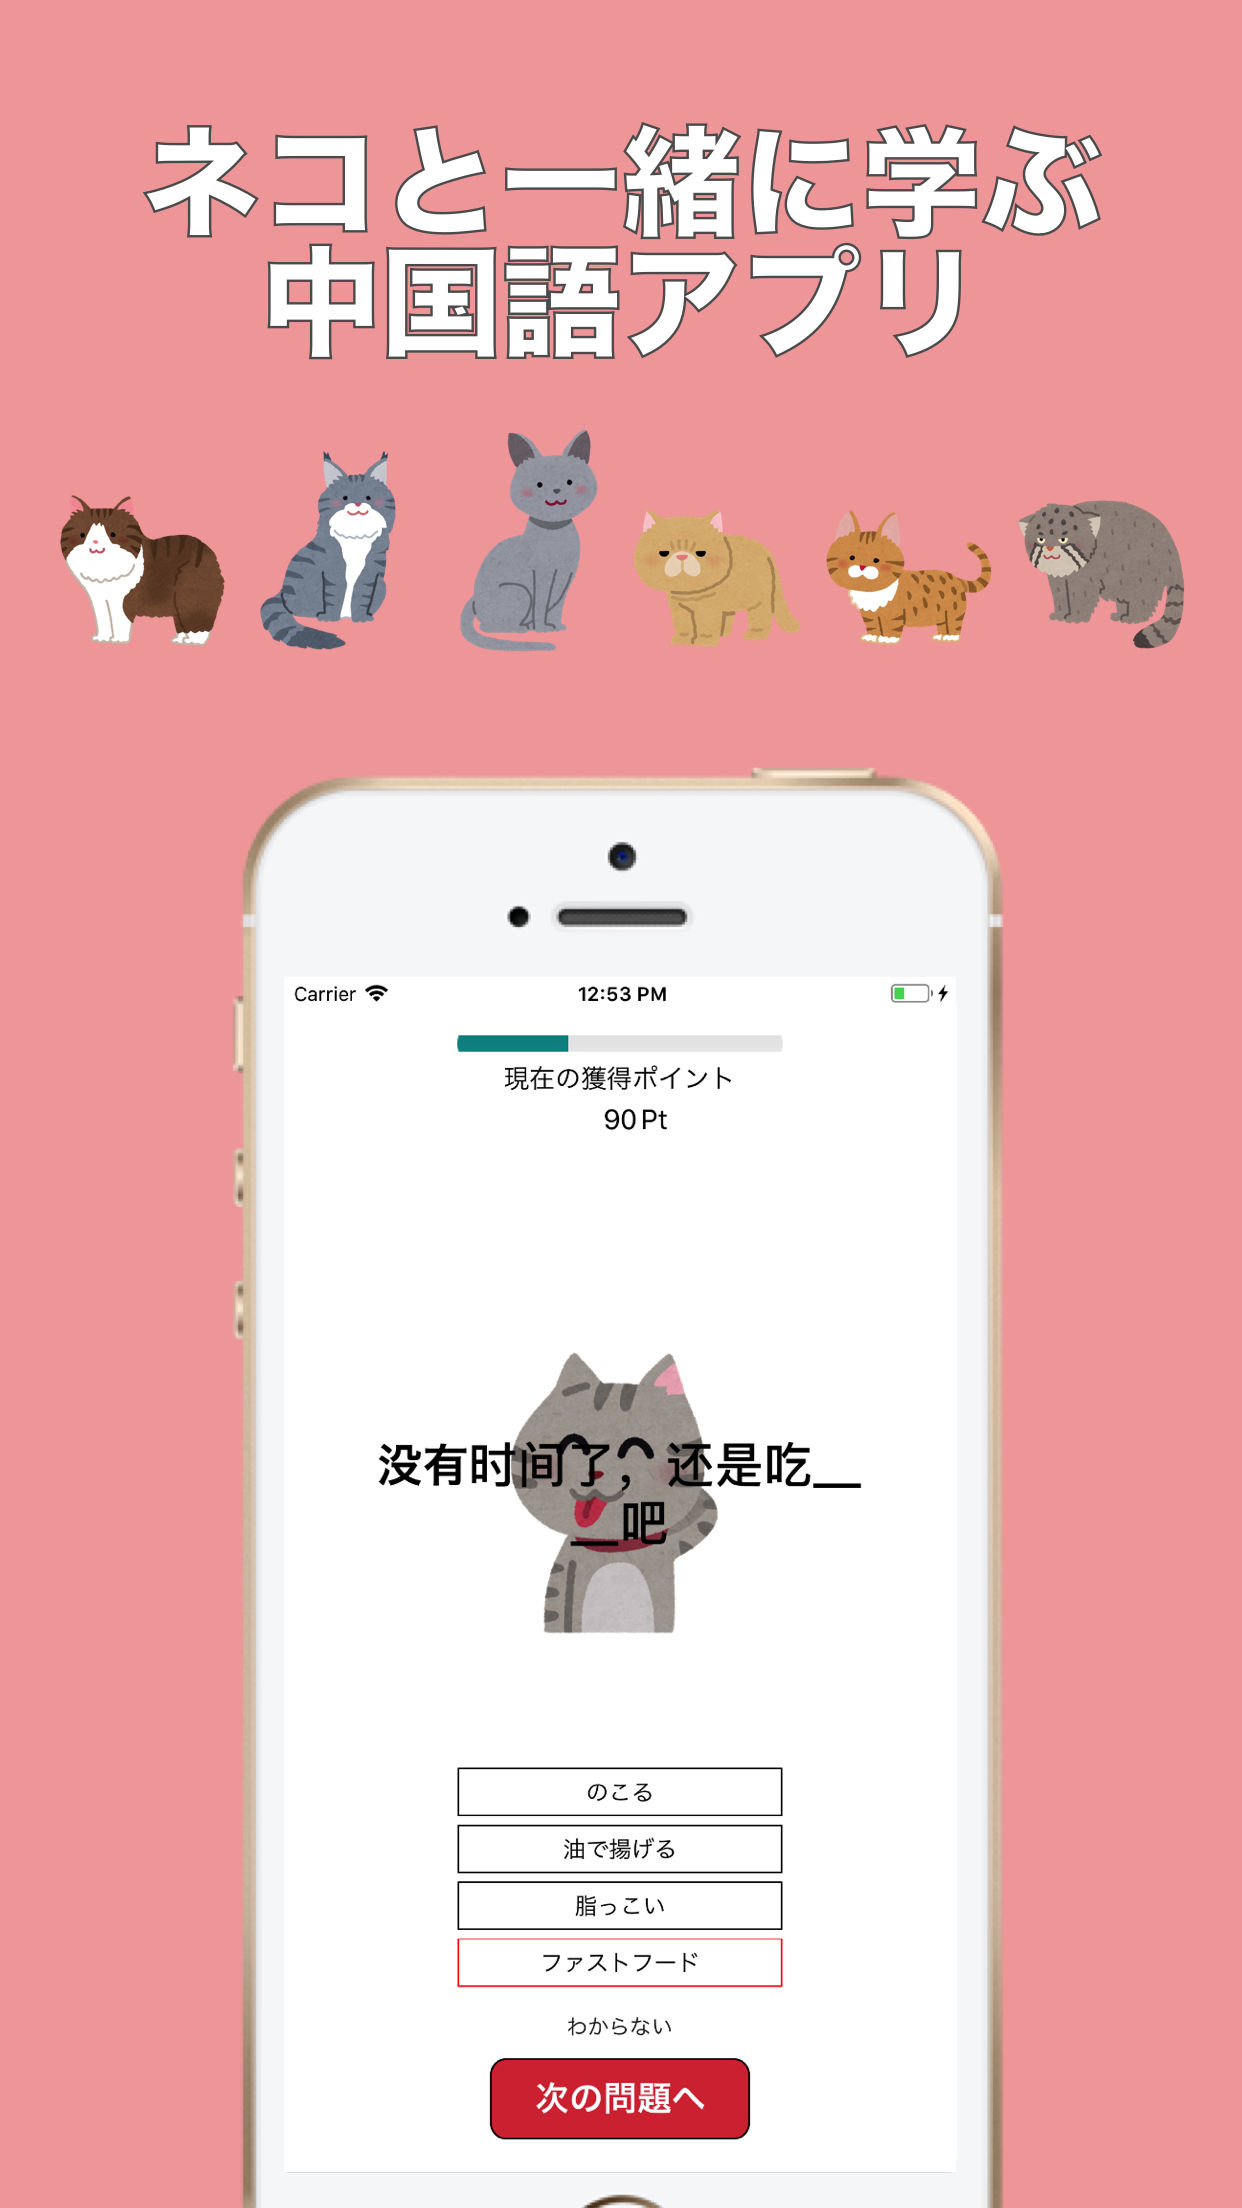 ネコと一緒に学ぶ
中国語アプリ
Carrier 12:53 PM
現在の獲得ポイント
90 Pt
没有时间了，还是吃__
__吧
のこる
油で揚げる
脂っこい
ファストフード
わからない
次の問題へ